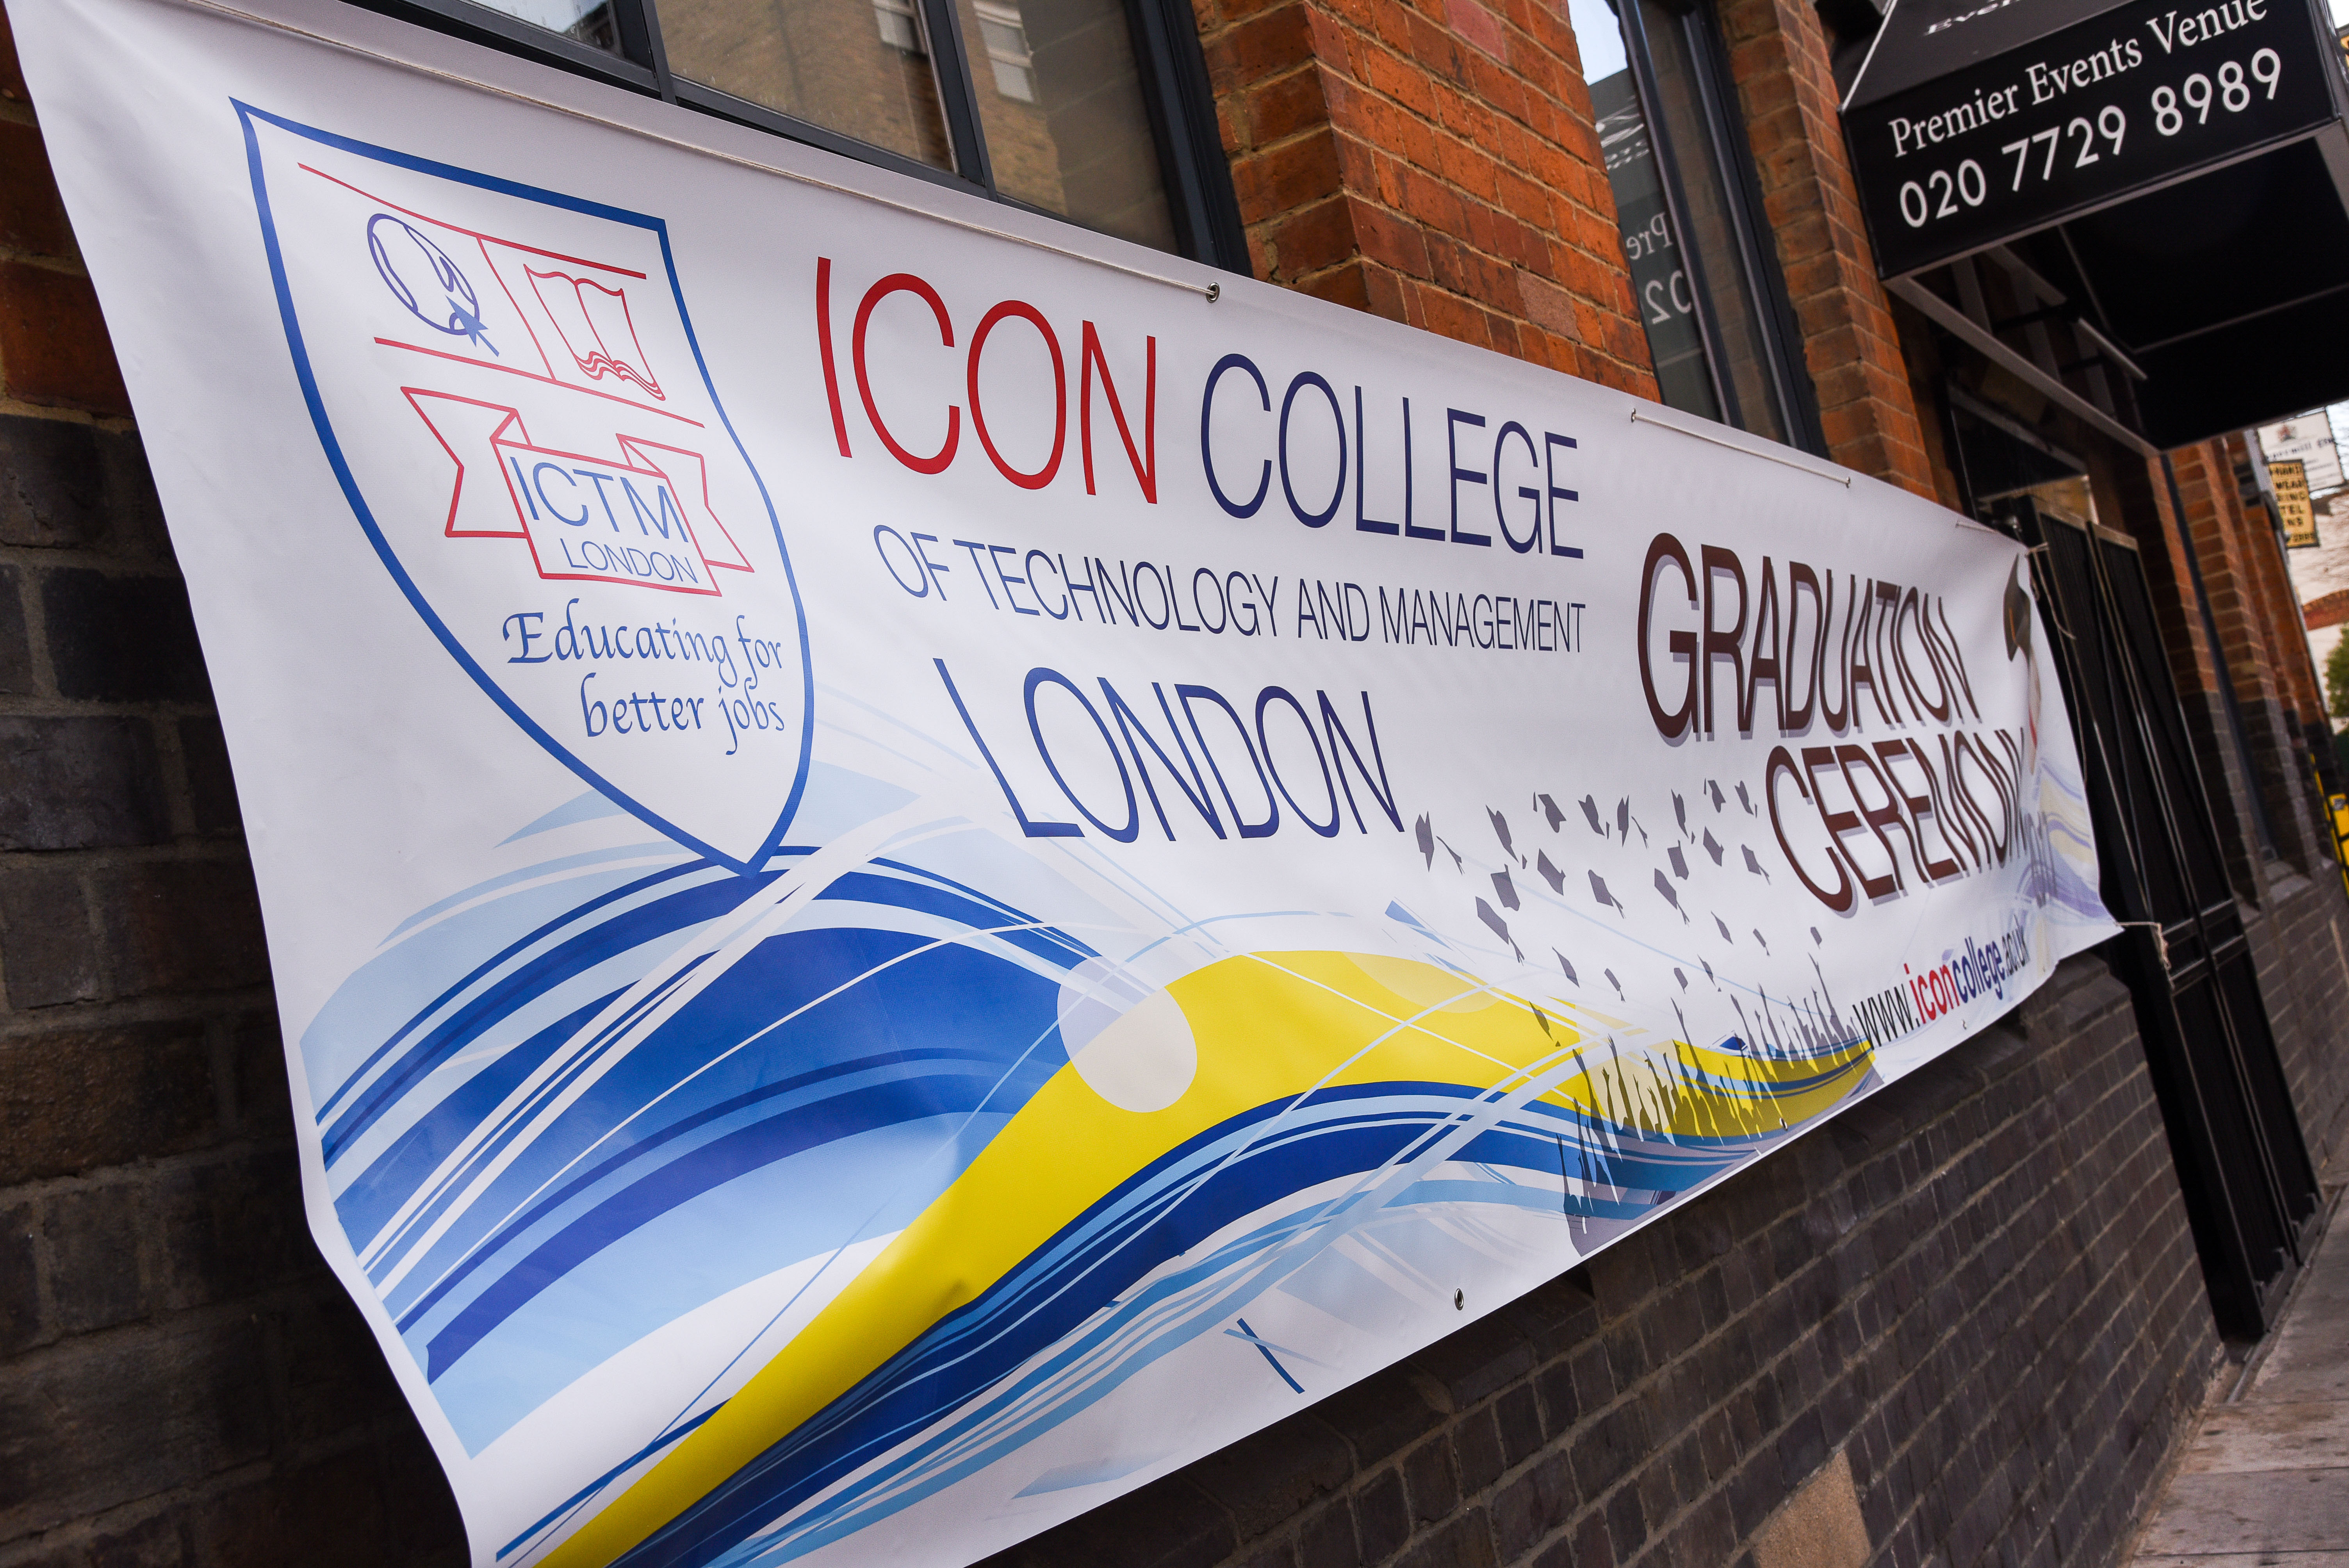 ICTM
LONDON
Educating for
better jobs
ICON COLLEGE
OF TECHNOLOGY AND MANAGEMENT
LONDON
GRADUATION
CEREMONY
www.iconcollege.ac.uk
Premier Events Venue
020 7729 8989